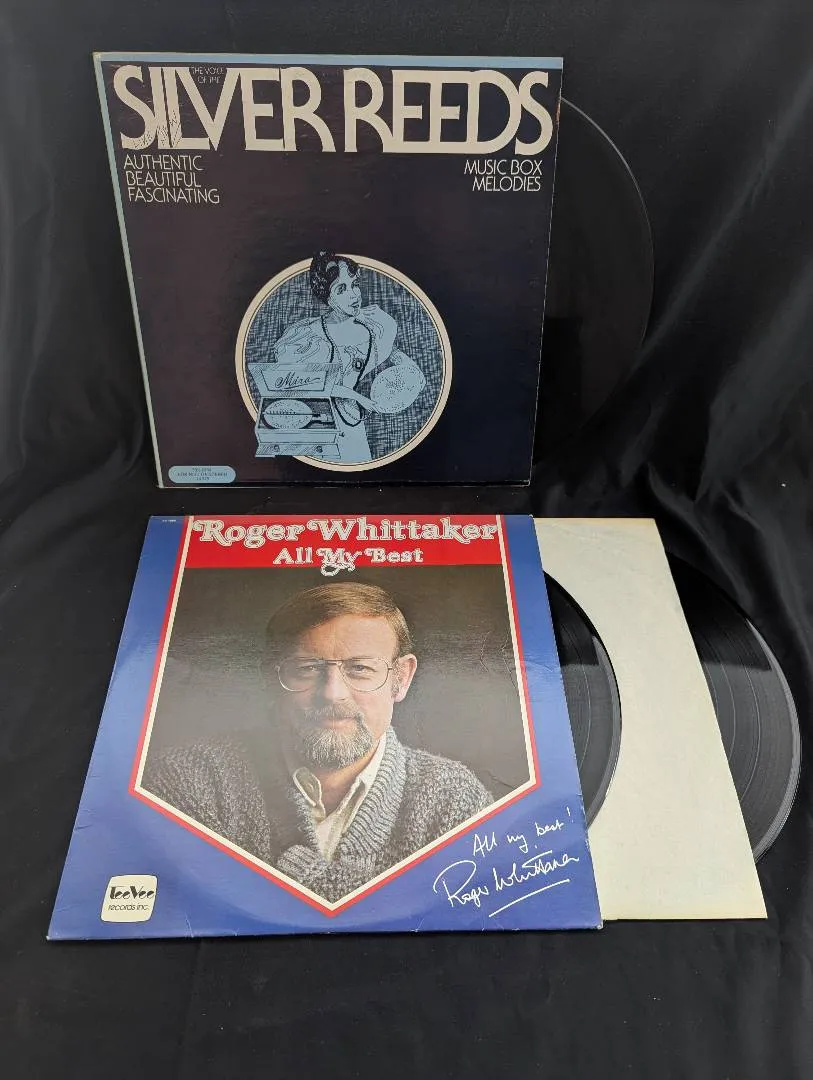 THE VOICE
OF THE
SILVER REEDS
AUTHENTIC
BEAUTIFUL
FASCINATING
MUSIC BOX
MELODIES
Mira
Roger Whittaker
All My Best
All my best!
Roger Whittaker
TeeVee
records inc.